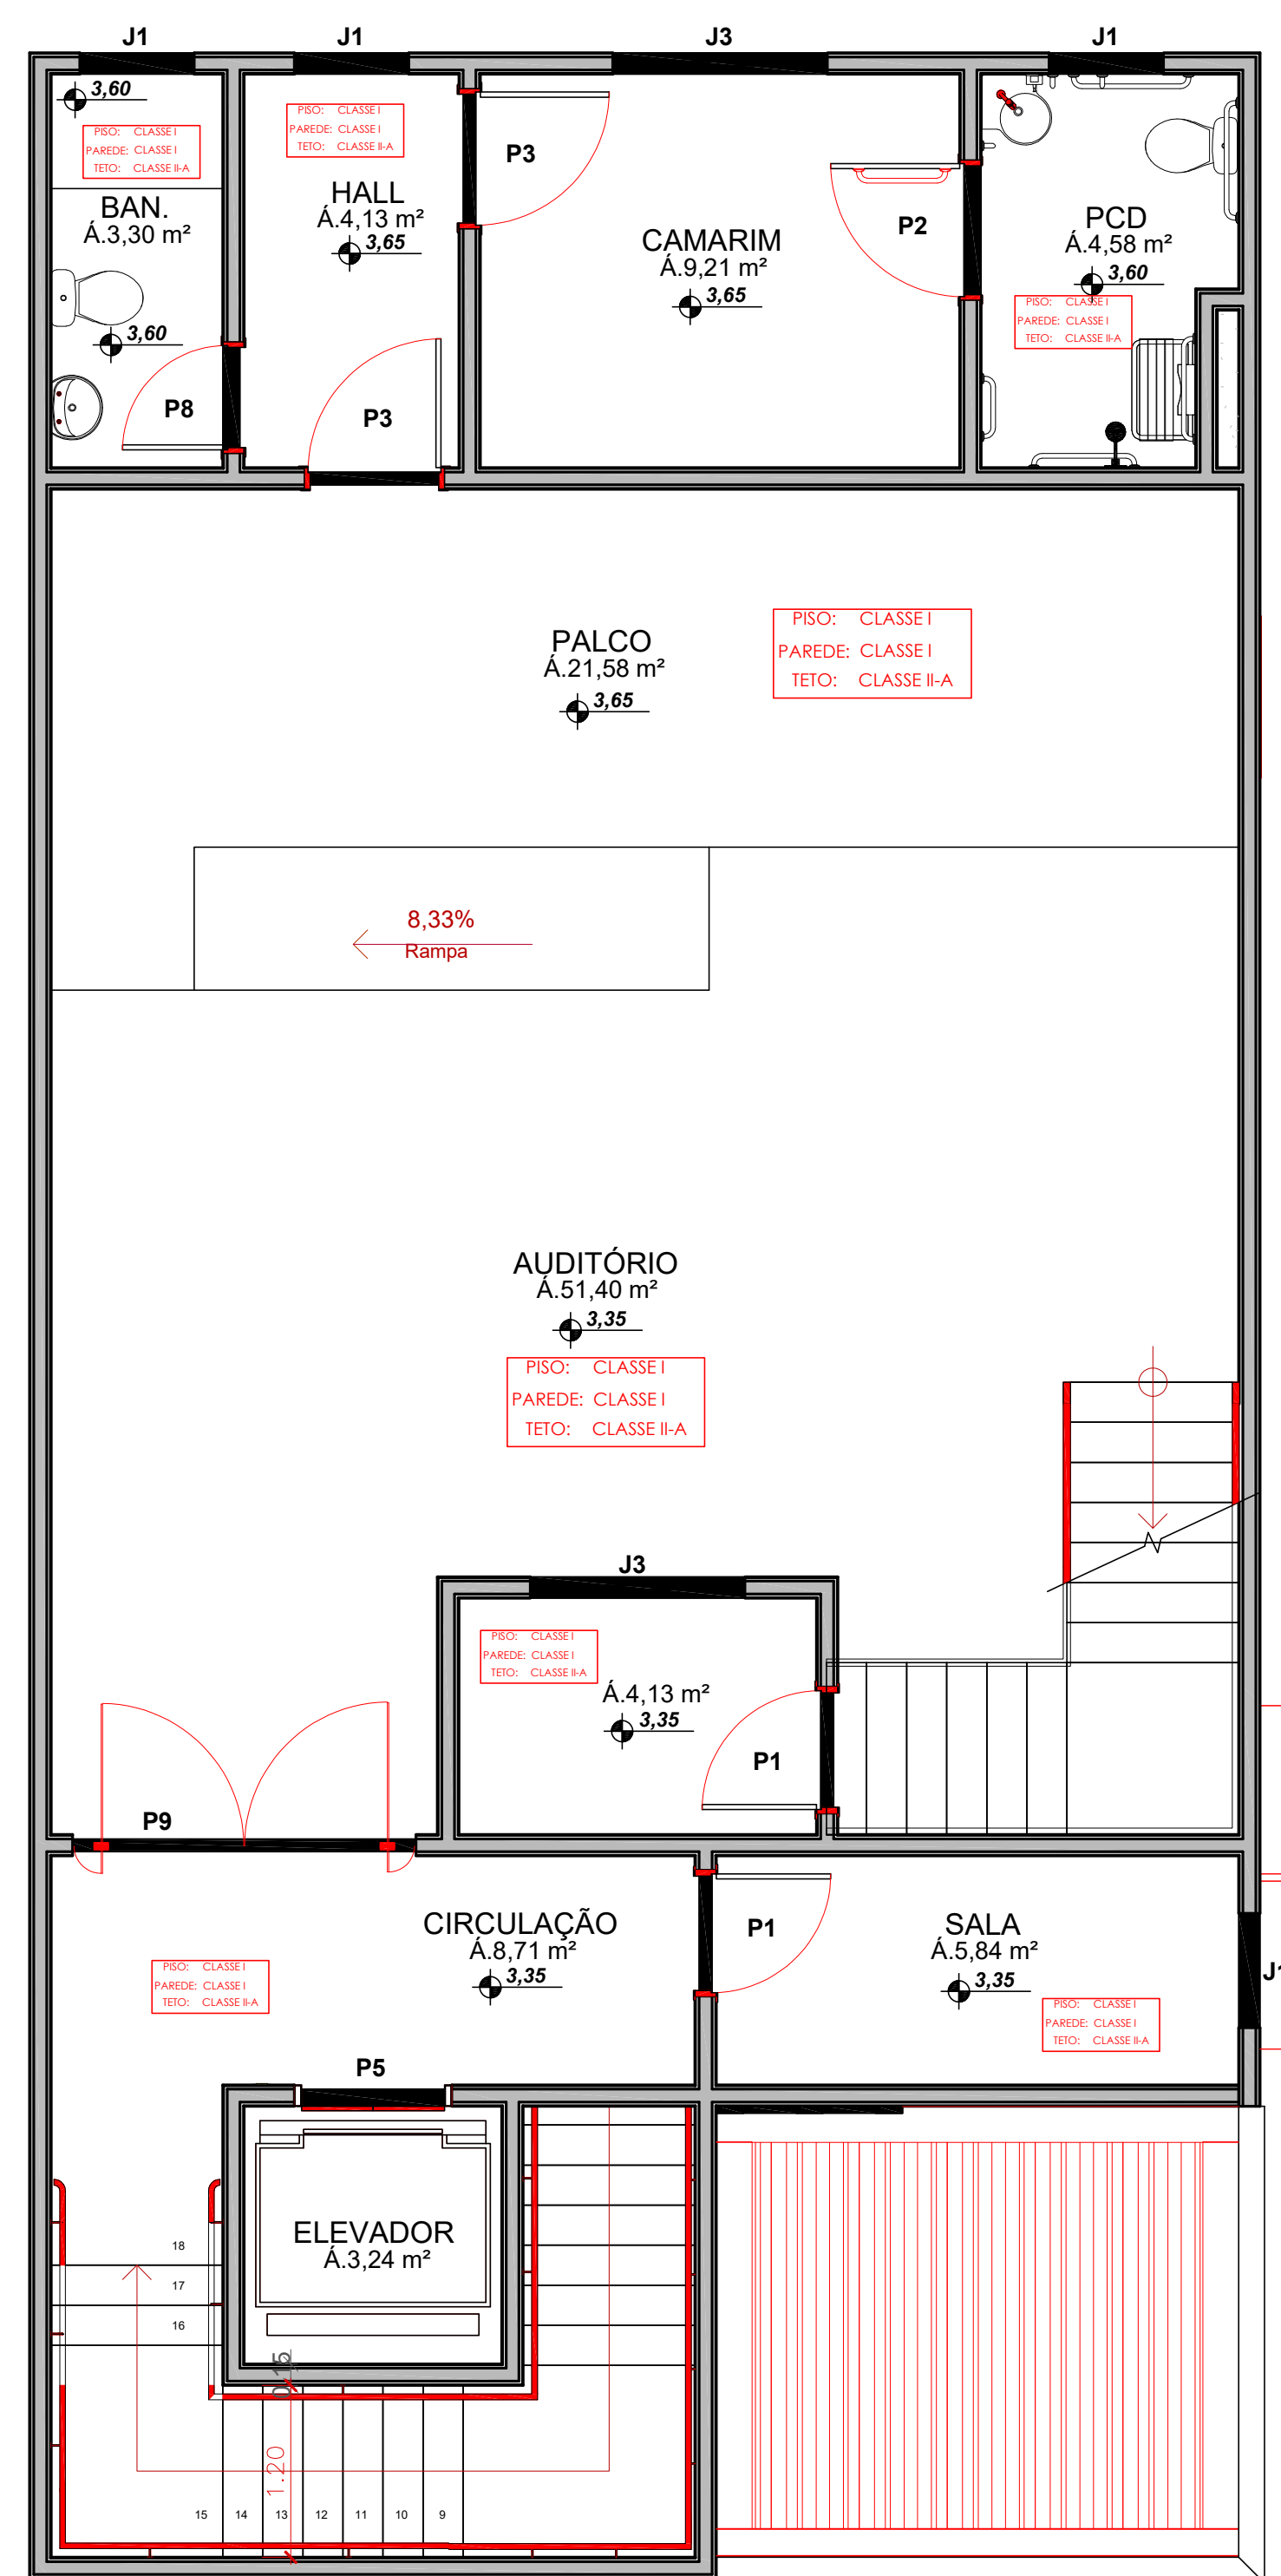 J1
J1
J3
J1
3,60
PISO: CLASSE I
PAREDE: CLASSE I
TETO: CLASSE II-A
BAN.
Á.3,30 m²
3,60
P8
PISO: CLASSE I
PAREDE: CLASSE I
TETO: CLASSE II-A
HALL
Á.4,13 m²
3,65
P3
P3
CAMARIM
Á.9,21 m²
3,65
P2
PCD
Á.4,58 m²
3,60
PISO: CLASSE I
PAREDE: CLASSE I
TETO: CLASSE II-A
PALCO
Á.21,58 m²
3,65
PISO: CLASSE I
PAREDE: CLASSE I
TETO: CLASSE II-A
8,33%
Rampa
AUDITÓRIO
Á.51,40 m²
3,35
PISO: CLASSE I
PAREDE: CLASSE I
TETO: CLASSE II-A
J3
PISO: CLASSE I
PAREDE: CLASSE I
TETO: CLASSE II-A
Á.4,13 m²
3,35
P1
P9
CIRCULAÇÃO
Á.8,71 m²
3,35
PISO: CLASSE I
PAREDE: CLASSE I
TETO: CLASSE II-A
P1
SALA
Á.5,84 m²
3,35
PISO: CLASSE I
PAREDE: CLASSE I
TETO: CLASSE II-A
J1
P5
ELEVADOR
Á.3,24 m²
18
17
16
0,15
1.20
15 14 13 12 11 10 9